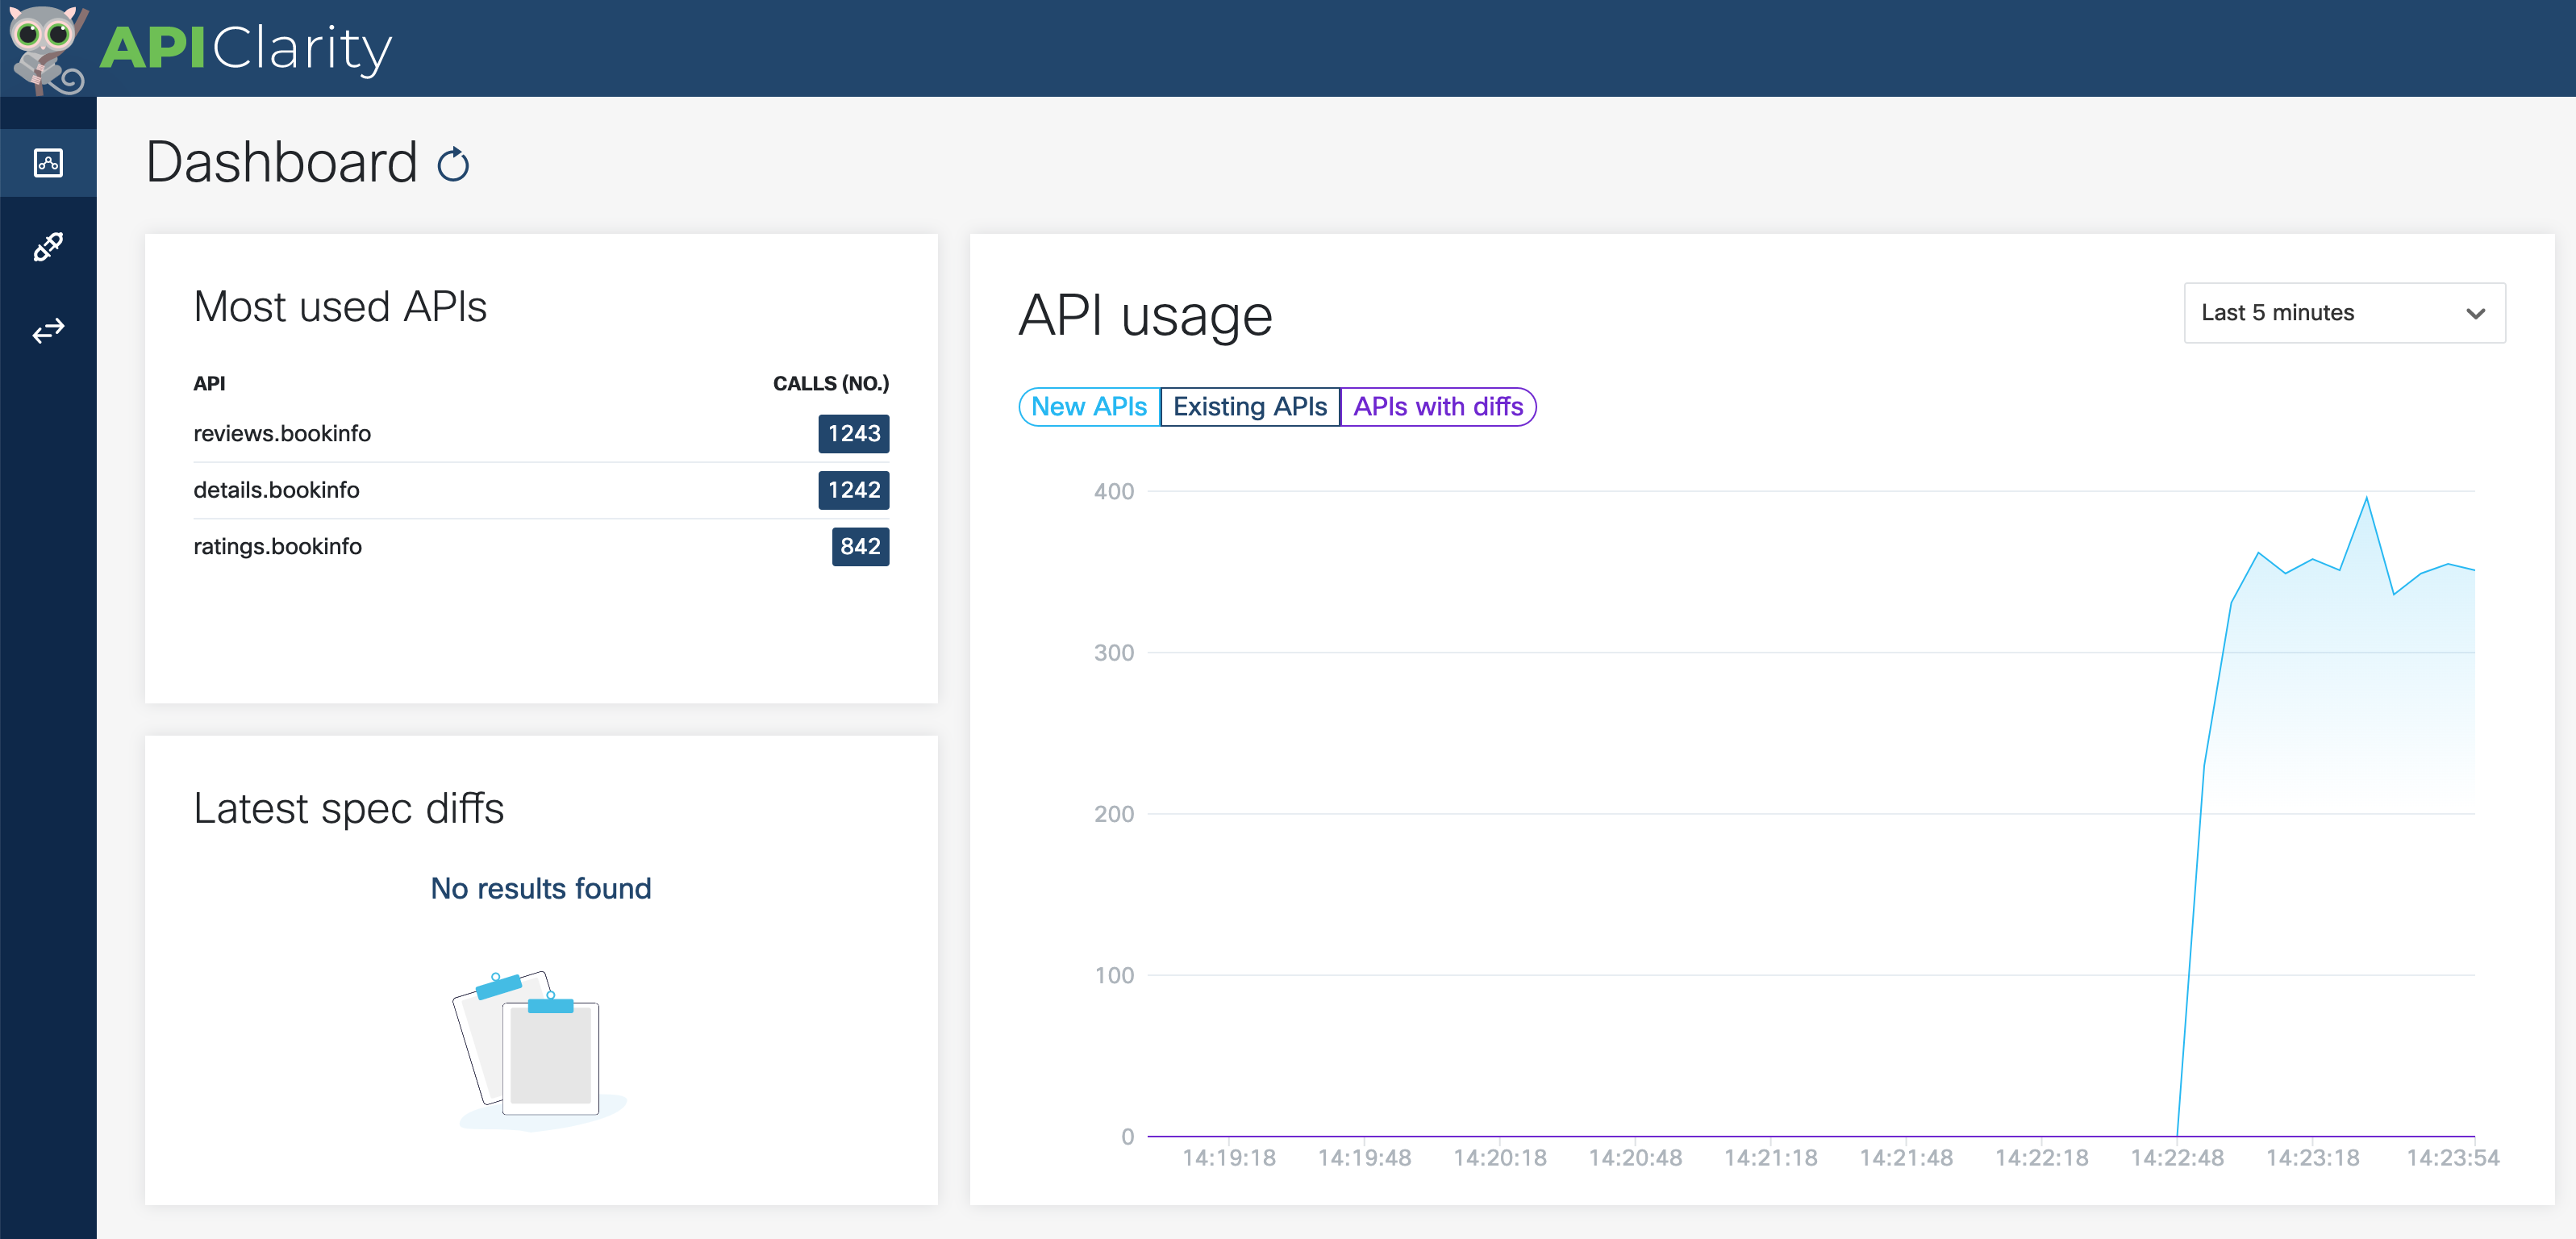 APIClarity
Dashboard
Most used APIs
API CALLS (NO.)
reviews.bookinfo 1243
details.bookinfo 1242
ratings.bookinfo 842
Latest spec diffs
No results found
API usage
Last 5 minutes
New APIs Existing APIs APIs with diffs
400
300
200
100
0
14:19:18 14:19:48 14:20:18 14:20:48 14:21:18 14:21:48 14:22:18 14:22:48 14:23:18 14:23:54